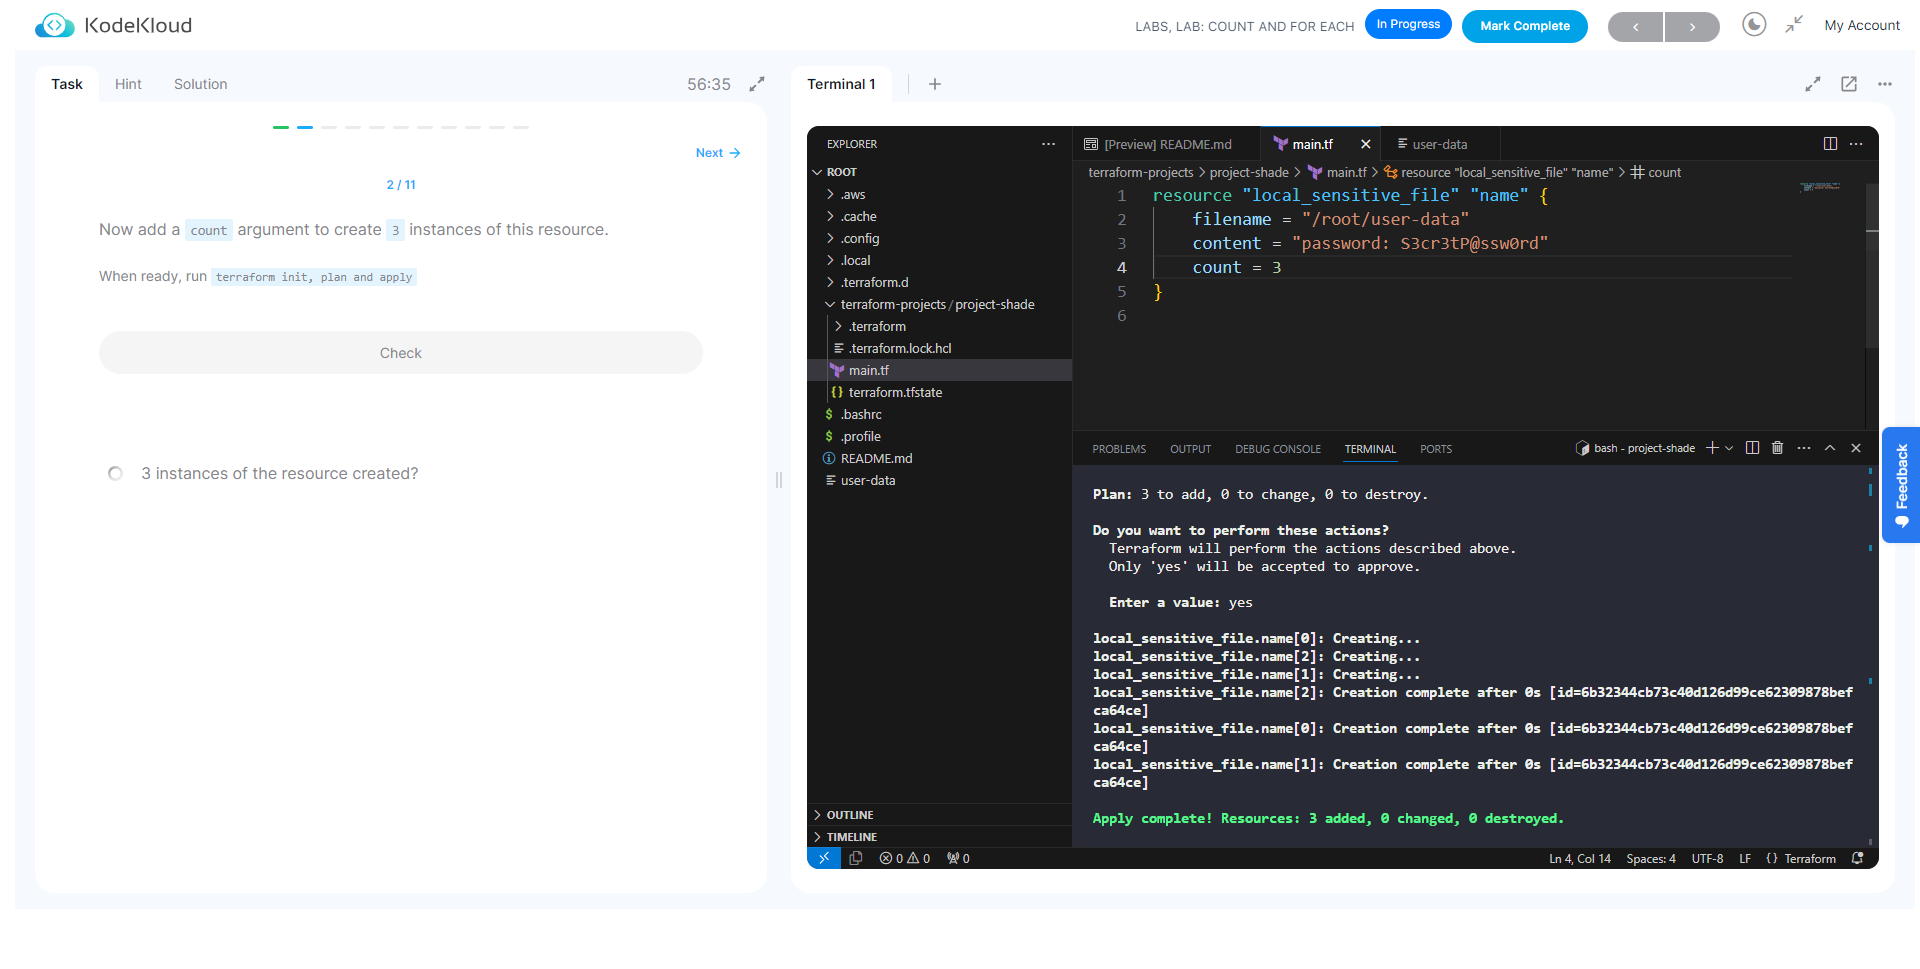 KodeKloud
LABS, LAB: COUNT AND FOR EACH
In Progress
Mark Complete
My Account
Task
Hint
Solution
56:35
Next
2 / 11
Now add a count argument to create 3 instances of this resource.
When ready, run terraform init, plan and apply
Check
3 instances of the resource created?
Terminal 1
EXPLORER
ROOT
.aws
.cache
.config
.local
.terraform.d
terraform-projects / project-shade
.terraform
.terraform.lock.hcl
main.tf
terraform.tfstate
.bashrc
.profile
README.md
user-data
OUTLINE
TIMELINE
[Preview] README.md
main.tf
user-data
terraform-projects > project-shade > main.tf > resource "local_sensitive_file" "name" > count
1 resource "local_sensitive_file" "name" {
2 filename = "/root/user-data"
3 content = "password: S3cr3tP@ssw0rd"
4 count = 3
5 }
6
PROBLEMS
OUTPUT
DEBUG CONSOLE
TERMINAL
PORTS
bash - project-shade
Plan: 3 to add, 0 to change, 0 to destroy.
Do you want to perform these actions?
Terraform will perform the actions described above.
Only 'yes' will be accepted to approve.
Enter a value: yes
local_sensitive_file.name[0]: Creating...
local_sensitive_file.name[2]: Creating...
local_sensitive_file.name[1]: Creating...
local_sensitive_file.name[2]: Creation complete after 0s [id=6b32344cb73c40d126d99ce62309878bef
ca64ce]
local_sensitive_file.name[0]: Creation complete after 0s [id=6b32344cb73c40d126d99ce62309878bef
ca64ce]
local_sensitive_file.name[1]: Creation complete after 0s [id=6b32344cb73c40d126d99ce62309878bef
ca64ce]
Apply complete! Resources: 3 added, 0 changed, 0 destroyed.
0 0
0
Ln 4, Col 14
Spaces: 4
UTF-8
LF
{ } Terraform
Feedback